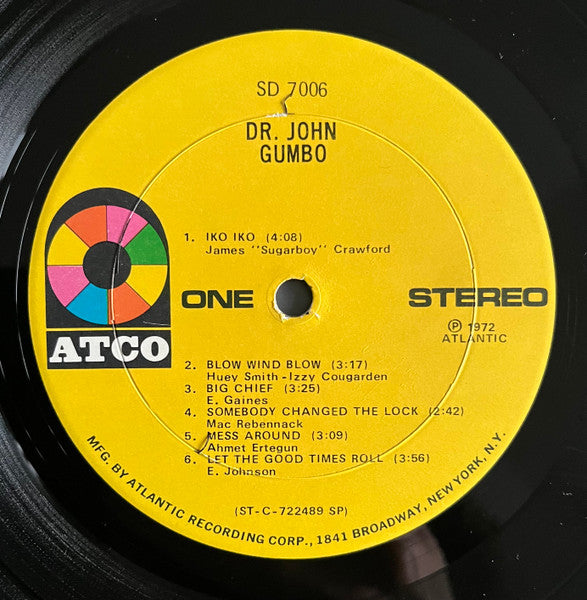 SD 7006
DR. JOHN
GUMBO
1. IKO IKO (4:08)
James "Sugarboy" Crawford
ONE
STEREO
ATCO
℗ 1972
ATLANTIC
2. BLOW WIND BLOW (3:17)
Huey Smith-Izzy Cougarden
3. BIG CHIEF (3:25)
E. Gaines
4. SOMEBODY CHANGED THE LOCK (2:42)
Mac Rebennack
5. MESS AROUND (3:09)
Ahmet Ertegun
6. LET THE GOOD TIMES ROLL (3:56)
E. Johnson
(ST-C-722489 SP)
MFG. BY ATLANTIC RECORDING CORP., 1841 BROADWAY, NEW YORK, N.Y.